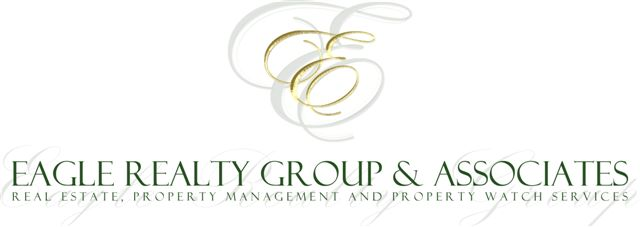 E
EAGLE REALTY GROUP & ASSOCIATES
REAL ESTATE, PROPERTY MANAGEMENT AND PROPERTY WATCH SERVICES